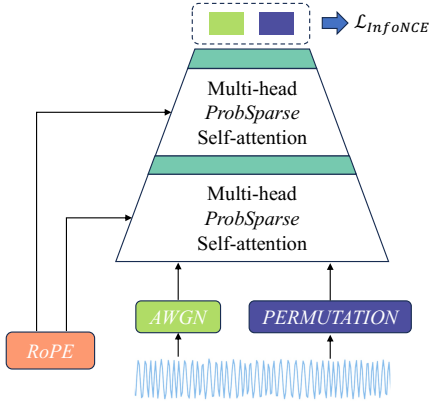 ℒ_InfoNCE
Multi-head
ProbSparse
Self-attention
Multi-head
ProbSparse
Self-attention
AWGN
PERMUTATION
RoPE